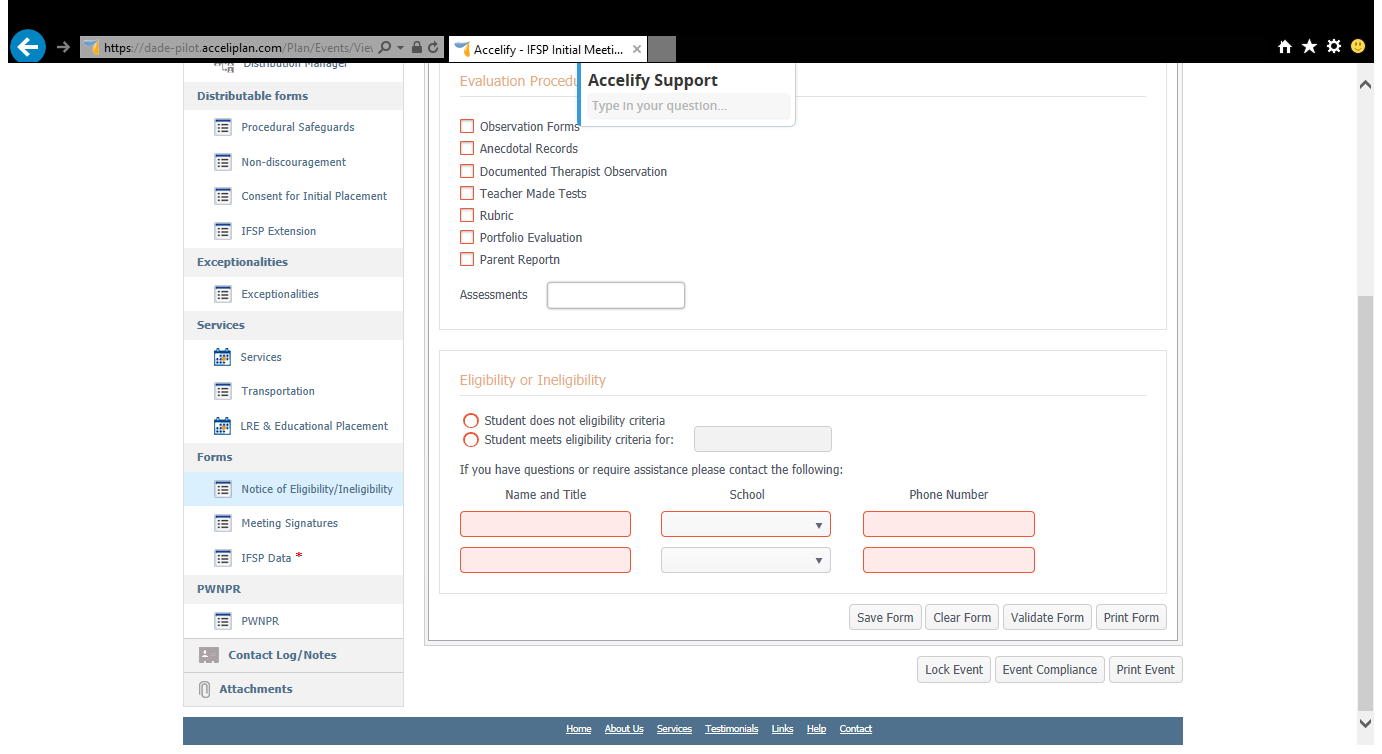 https://dade-pilot.acceliplan.com/Plan/Events/Vie
Accelify - IFSP Initial Meeti...
Distribution Manager
Distributable forms
Procedural Safeguards
Non-discouragement
Consent for Initial Placement
IFSP Extension
Exceptionalities
Exceptionalities
Services
Services
Transportation
LRE & Educational Placement
Forms
Notice of Eligibility/Ineligibility
Meeting Signatures
IFSP Data *
PWNPR
PWNPR
Contact Log/Notes
Attachments
Accelify Support
Type in your question...
Evaluation Procedu
Observation Forms
Anecdotal Records
Documented Therapist Observation
Teacher Made Tests
Rubric
Portfolio Evaluation
Parent Reportn
Assessments
Eligibility or Ineligibility
Student does not eligibility criteria
Student meets eligibility criteria for:
If you have questions or require assistance please contact the following:
Name and Title School Phone Number
Save Form Clear Form Validate Form Print Form
Lock Event Event Compliance Print Event
Home About Us Services Testimonials Links Help Contact